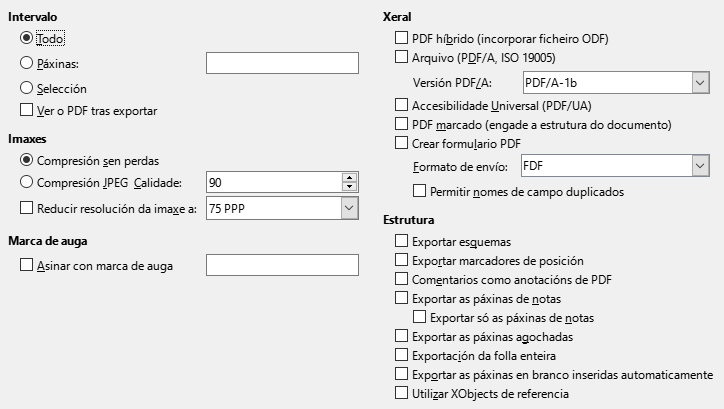 Intervalo
Todo
Páxinas:
Selección
Ver o PDF tras exportar
Imaxes
Compresión sen perdas
Compresión JPEG Calidade: 90
Reducir resolución da imaxe a: 75 PPP
Marca de auga
Asinar con marca de auga
Xeral
PDF híbrido (incorporar ficheiro ODF)
Arquivo (PDF/A, ISO 19005)
Versión PDF/A: PDF/A-1b
Accesibilidade Universal (PDF/UA)
PDF marcado (engade a estrutura do documento)
Crear formulario PDF
Formato de envío: FDF
Permitir nomes de campo duplicados
Estrutura
Exportar esquemas
Exportar marcadores de posición
Comentarios como anotacións de PDF
Exportar as páxinas de notas
Exportar só as páxinas de notas
Exportar as páxinas agochadas
Exportación da folla enteira
Exportar as páxinas en branco inseridas automaticamente
Utilizar XObjects de referencia